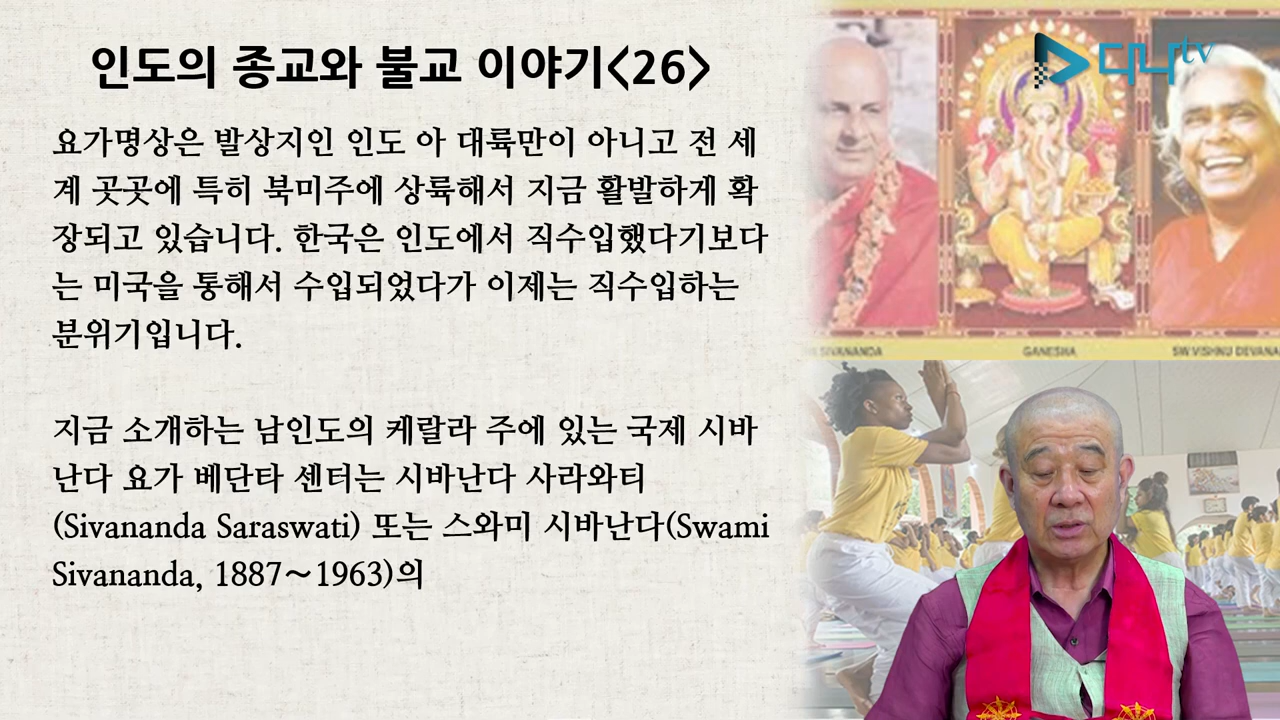 인도의 종교와 불교 이야기<26>
요가명상은 발상지인 인도 아 대륙만이 아니고 전 세
계 곳곳에 특히 북미주에 상륙해서 지금 활발하게 확
장되고 있습니다. 한국은 인도에서 직수입했다기보다
는 미국을 통해서 수입되었다가 이제는 직수입하는
분위기입니다.
지금 소개하는 남인도의 케랄라 주에 있는 국제 시바
난다 요가 베단타 센터는 시바난다 사라와티
(Sivananda Saraswati) 또는 스와미 시바난다(Swami
Sivananda, 1887~1963)의
다나tv
SIVANANDA
GANESHA
SW VISHNU DEVANA